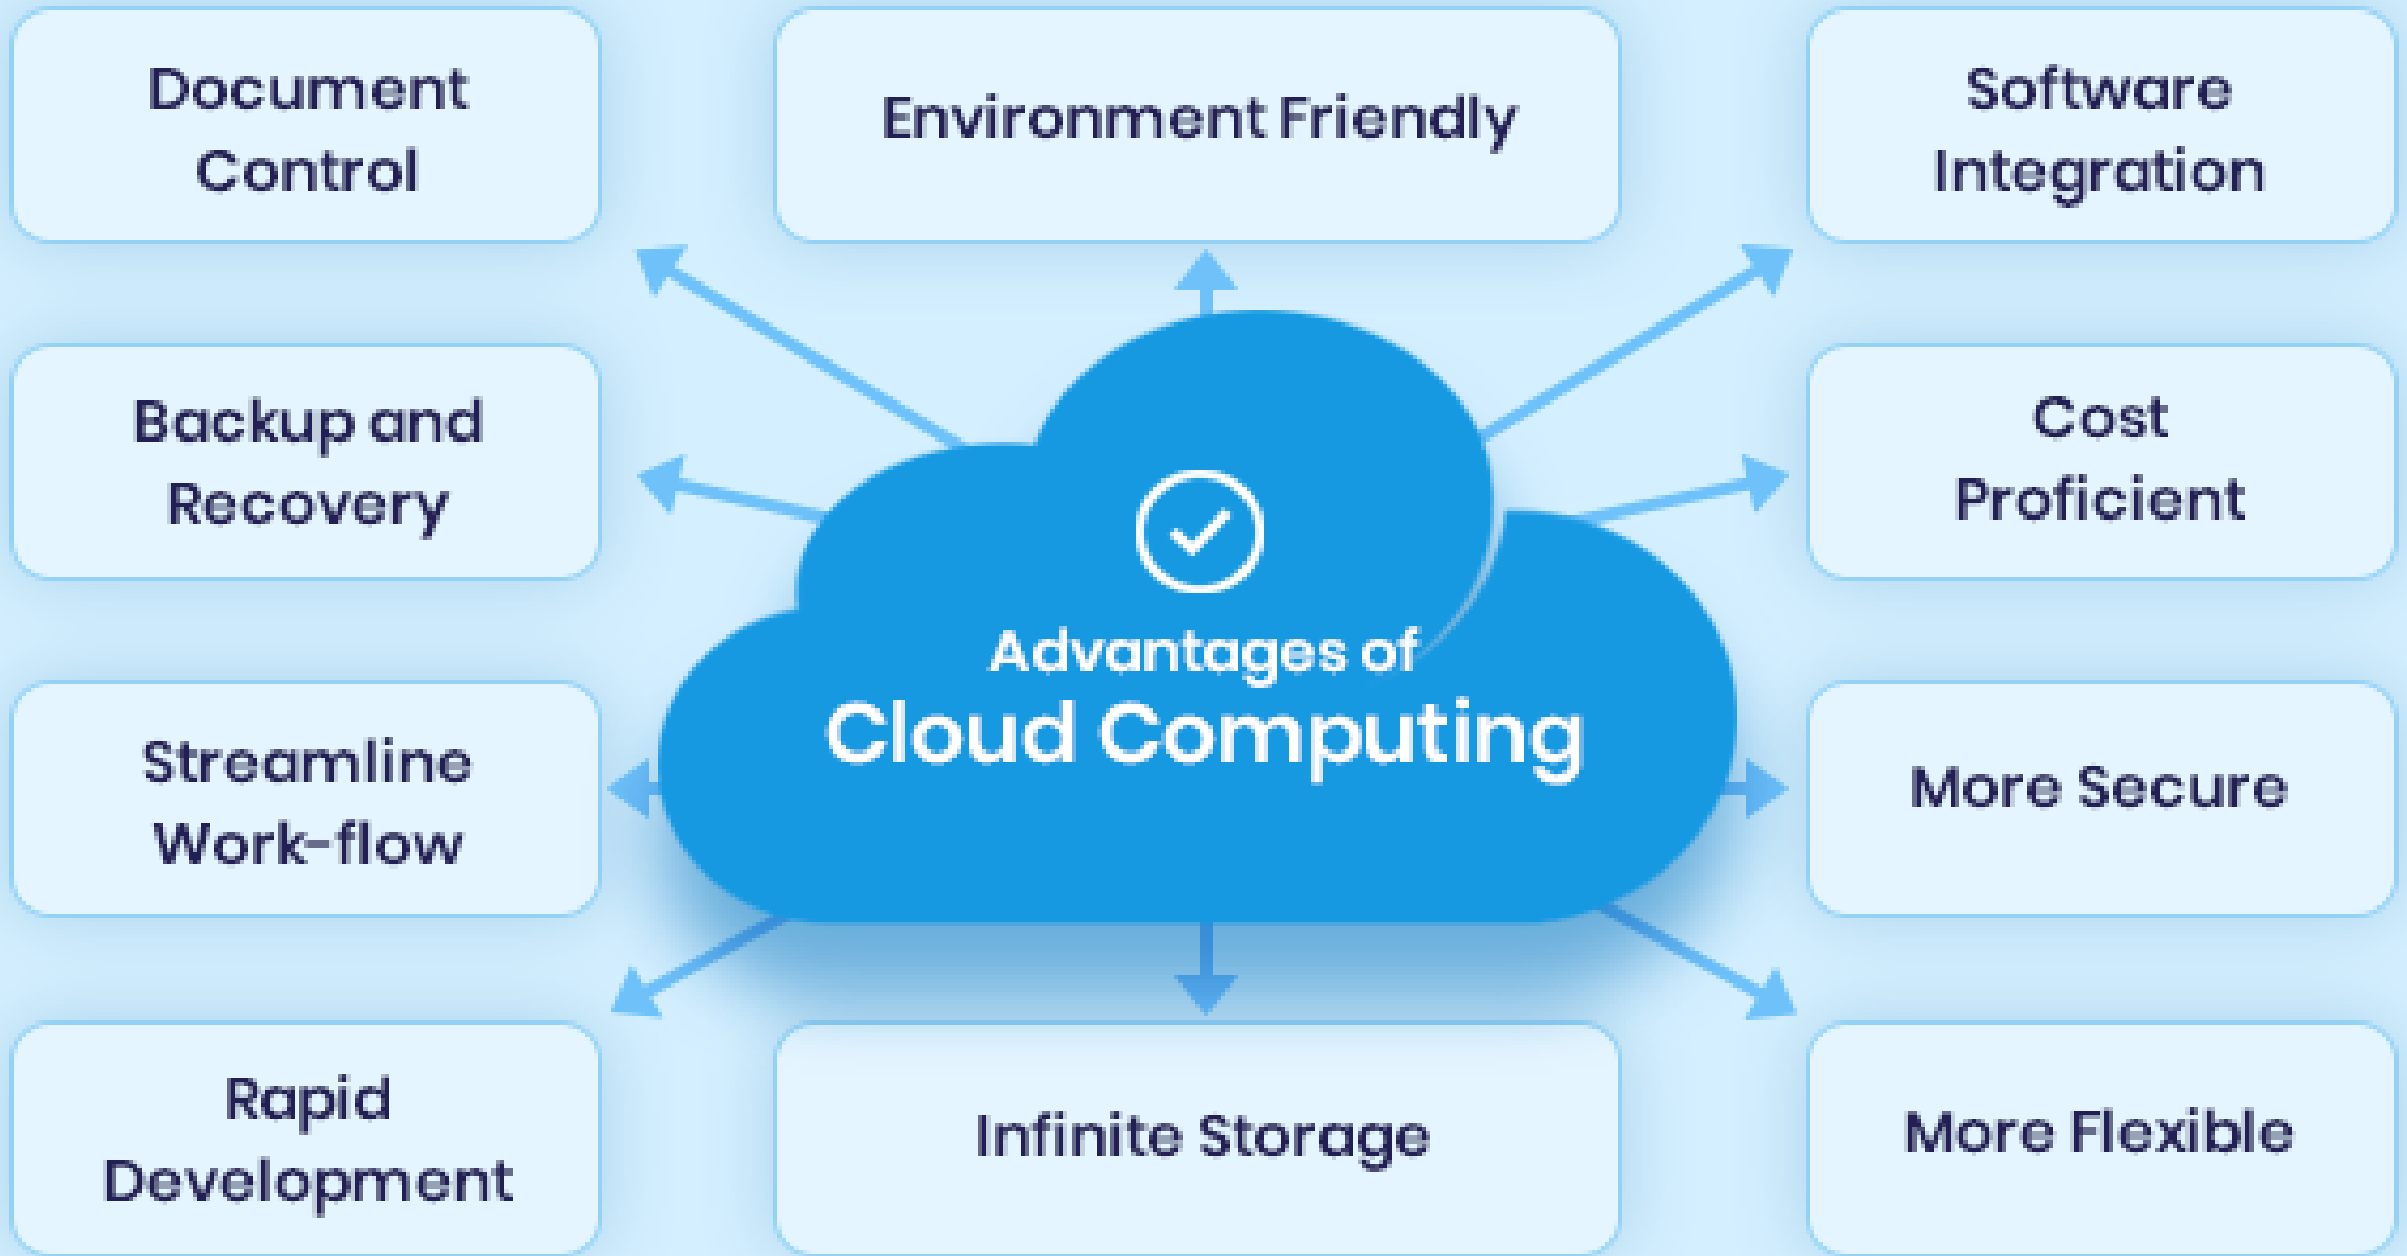 Document
Control
Environment Friendly
Software
Integration
Backup and
Recovery
Cost
Proficient
Advantages of
Cloud Computing
Streamline
Work-flow
More Secure
Rapid
Development
Infinite Storage
More Flexible